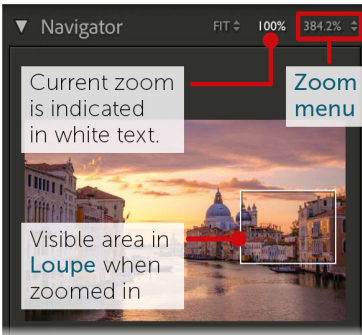 Navigator FIT 100% 384.2%
Current zoom
is indicated
in white text.
Zoom
menu
Visible area in
Loupe when
zoomed in